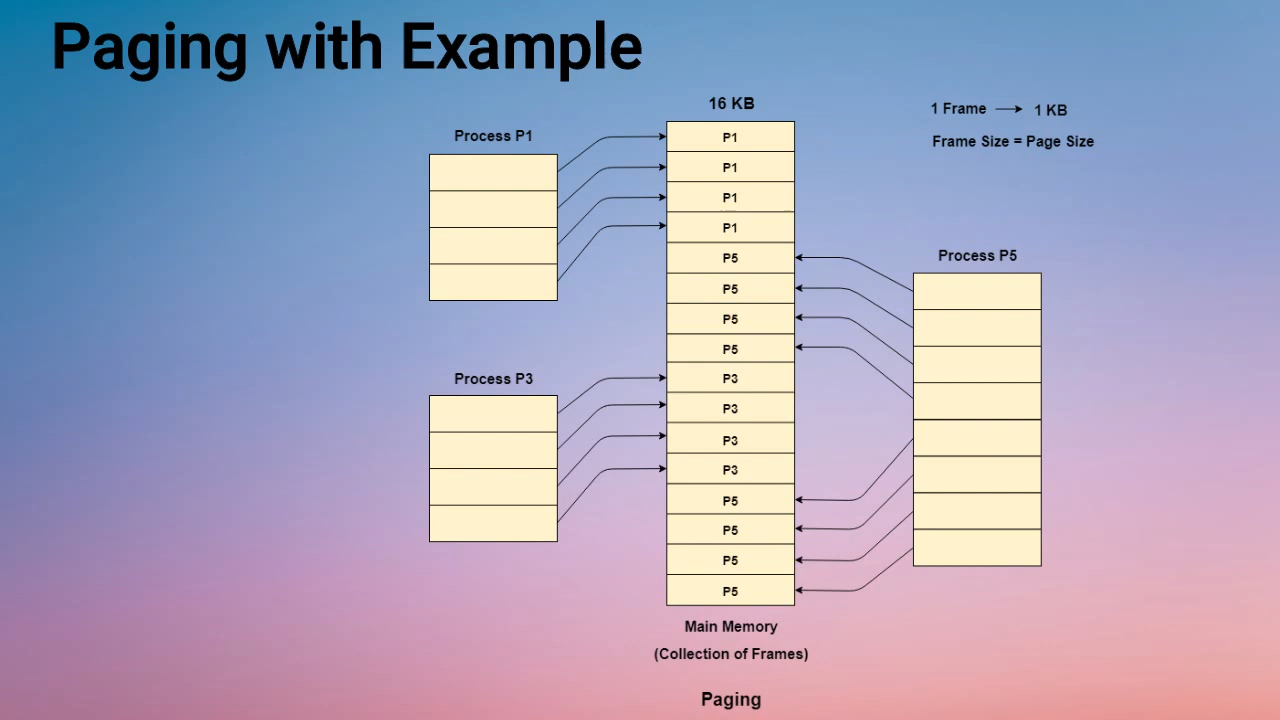 Paging with Example
16 KB
1 Frame
1 KB
Frame Size = Page Size
Process P1
P1
P1
P1
P1
Process P5
P5
P5
P5
P5
Process P3
P3
P3
P3
P3
P5
P5
P5
P5
Main Memory
(Collection of Frames)
Paging